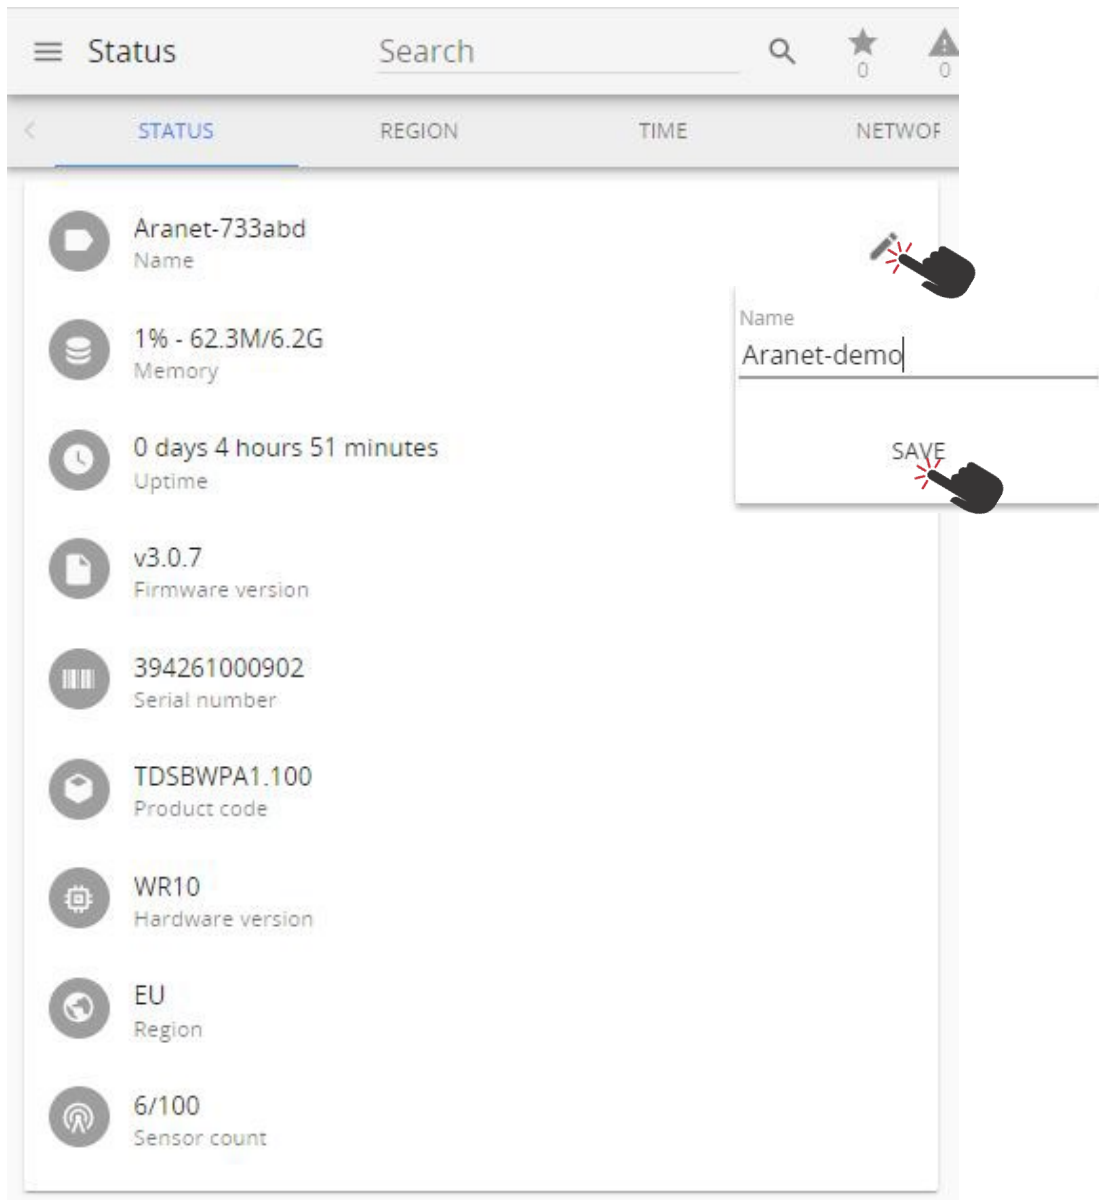 Status
Search
0
0
STATUS
REGION
TIME
NETWOR
Aranet-733abd
Name
1% - 62.3M/6.2G
Memory
Name
Aranet-demo
SAVE
0 days 4 hours 51 minutes
Uptime
v3.0.7
Firmware version
394261000902
Serial number
TDSBWPA1.100
Product code
WR10
Hardware version
EU
Region
6/100
Sensor count